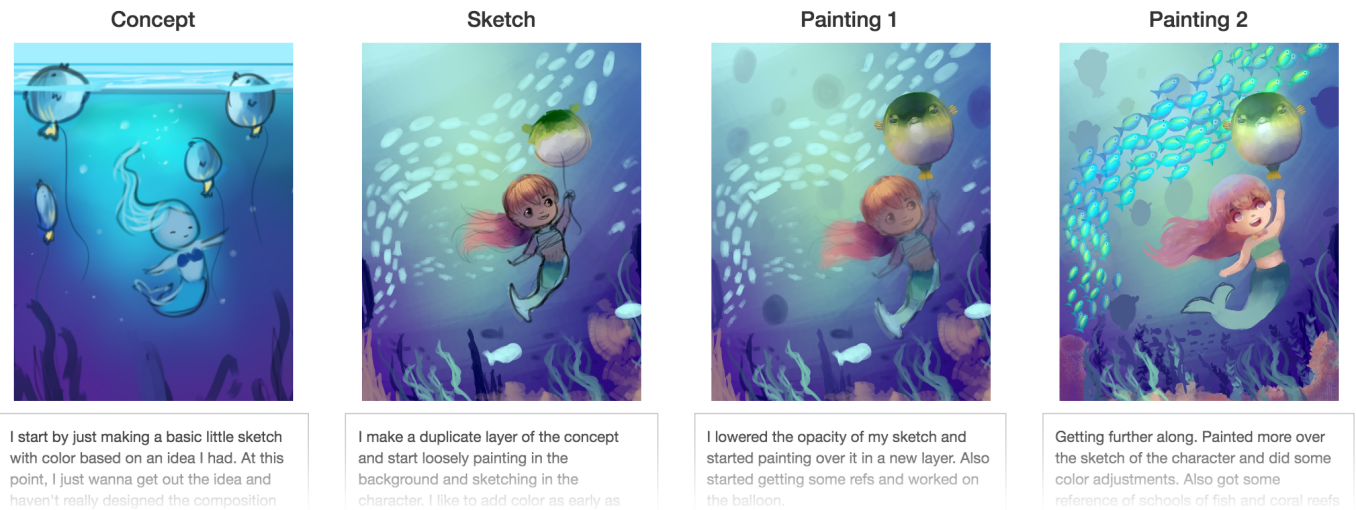 Concept
I start by just making a basic little sketch
with color based on an idea I had. At this
point, I just wanna get out the idea and
haven't really designed the composition
Sketch
I make a duplicate layer of the concept
and start loosely painting in the
background and sketching in the
character. I like to add color as early as
Painting 1
I lowered the opacity of my sketch and
started painting over it in a new layer. Also
started getting some refs and worked on
the balloon.
Painting 2
Getting further along. Painted more over
the sketch of the character and did some
color adjustments. Also got some
reference of schools of fish and coral reefs